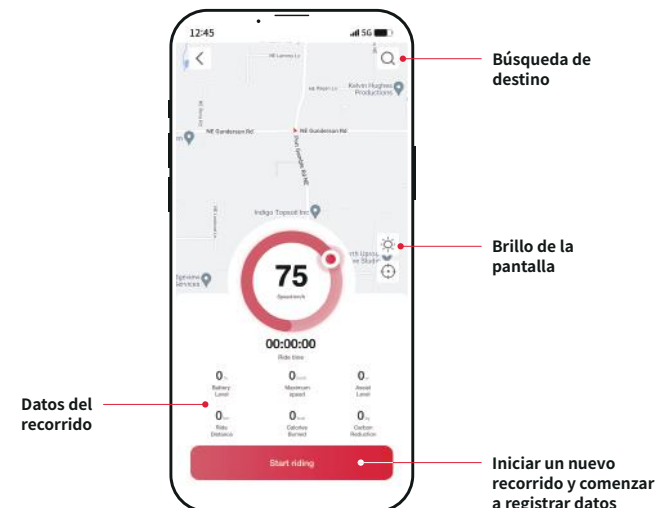 12:45
5G
Búsqueda de
destino
NE Lammo Ln
Kelvin Hughes
Productions
NE Gunderson Rd
NE Gunderson Rd
Indigo Topsoil Inc
Brillo de la
pantalla
75
00:00:00
Ride time
0
0
0
Battery
Level
Maximum
speed
Assist
Level
Datos del
recorrido
0
0
0
Ride
Distance
Calories
Burned
Carbon
Reduction
Start riding
Iniciar un nuevo
recorrido y comenzar
a registrar datos